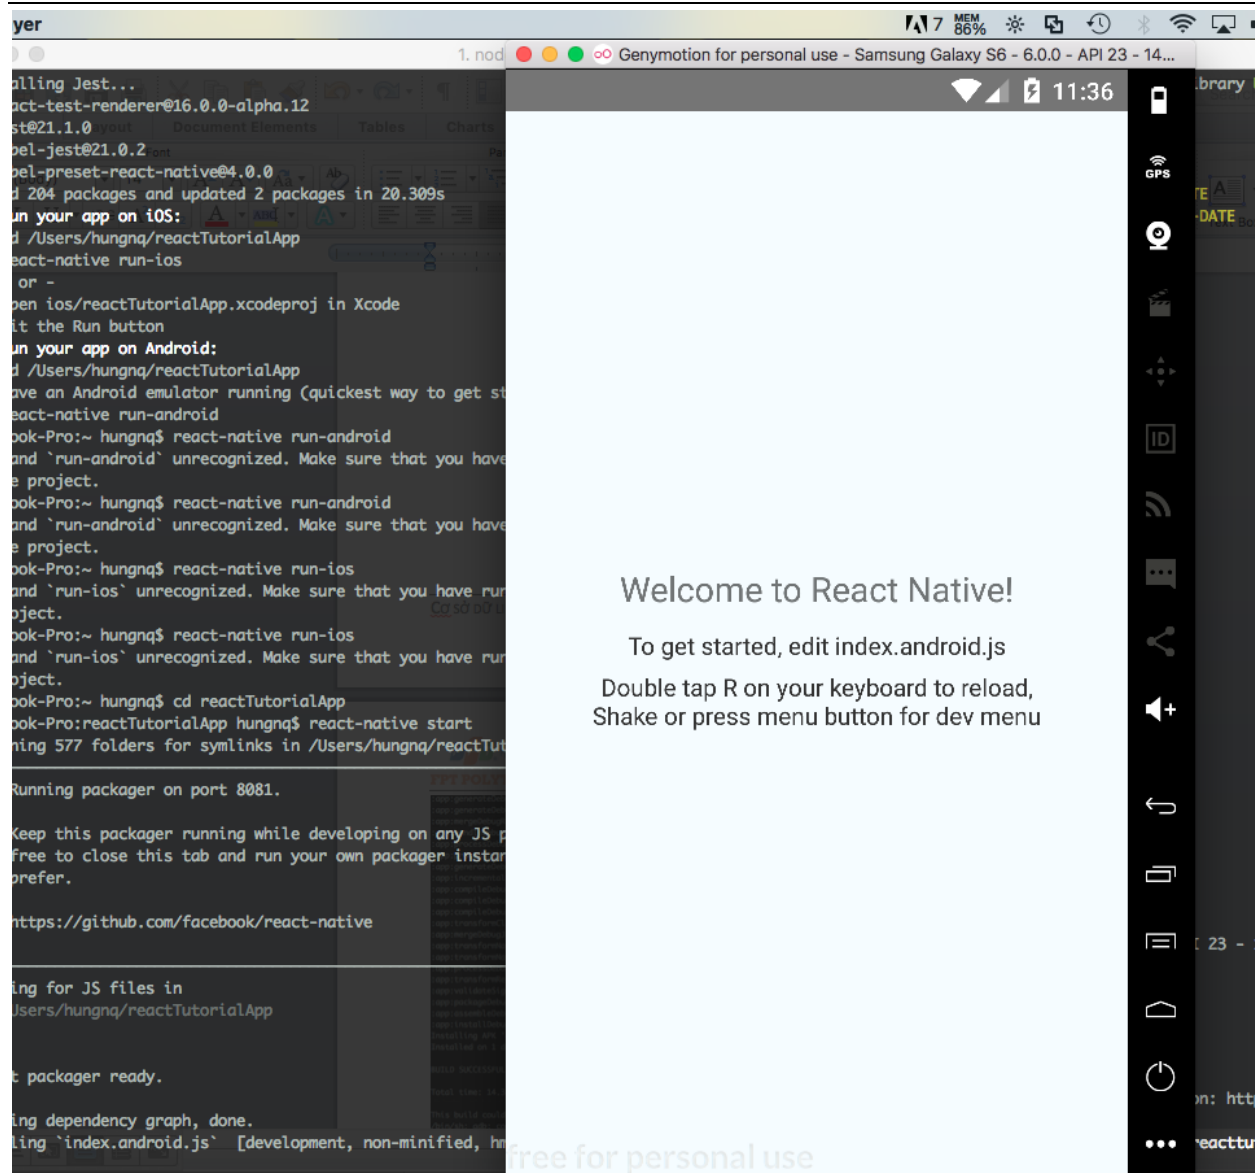 yer
7 MEM 86%
1. nod
Genymotion for personal use - Samsung Galaxy S6 - 6.0.0 - API 23 - 14...
alling Jest...
act-test-renderer@16.0.0-alpha.12
st@21.1.0
bel-jest@21.0.2
bel-preset-react-native@4.0.0
d 204 packages and updated 2 packages in 20.309s
un your app on iOS:
d /Users/hungnq/reactTutorialApp
eact-native run-ios
or -
pen ios/reactTutorialApp.xcodeproj in Xcode
it the Run button
un your app on Android:
d /Users/hungnq/reactTutorialApp
ave an Android emulator running (quickest way to get st
eact-native run-android
ook-Pro:~ hungnq$ react-native run-android
and `run-android` unrecognized. Make sure that you have
e project.
ook-Pro:~ hungnq$ react-native run-android
and `run-android` unrecognized. Make sure that you have
e project.
ook-Pro:~ hungnq$ react-native run-ios
and `run-ios` unrecognized. Make sure that you have run
oject.
ook-Pro:~ hungnq$ react-native run-ios
and `run-ios` unrecognized. Make sure that you have run
oject.
ook-Pro:~ hungnq$ cd reactTutorialApp
ook-Pro:reactTutorialApp hungnq$ react-native start
ning 577 folders for symlinks in /Users/hungnq/reactTut
Running packager on port 8081.
Keep this packager running while developing on any JS p
free to close this tab and run your own packager instan
prefer.
https://github.com/facebook/react-native
ing for JS files in
Users/hungnq/reactTutorialApp
t packager ready.
ing dependency graph, done.
ling `index.android.js` [development, non-minified, hm
Document Elements
Tables
Charts
Font
11:36
Welcome to React Native!
To get started, edit index.android.js
Double tap R on your keyboard to reload,
Shake or press menu button for dev menu
free for personal use
GPS
ID
brary
TE
-DATE
I 23 -
on: htt
reacttu